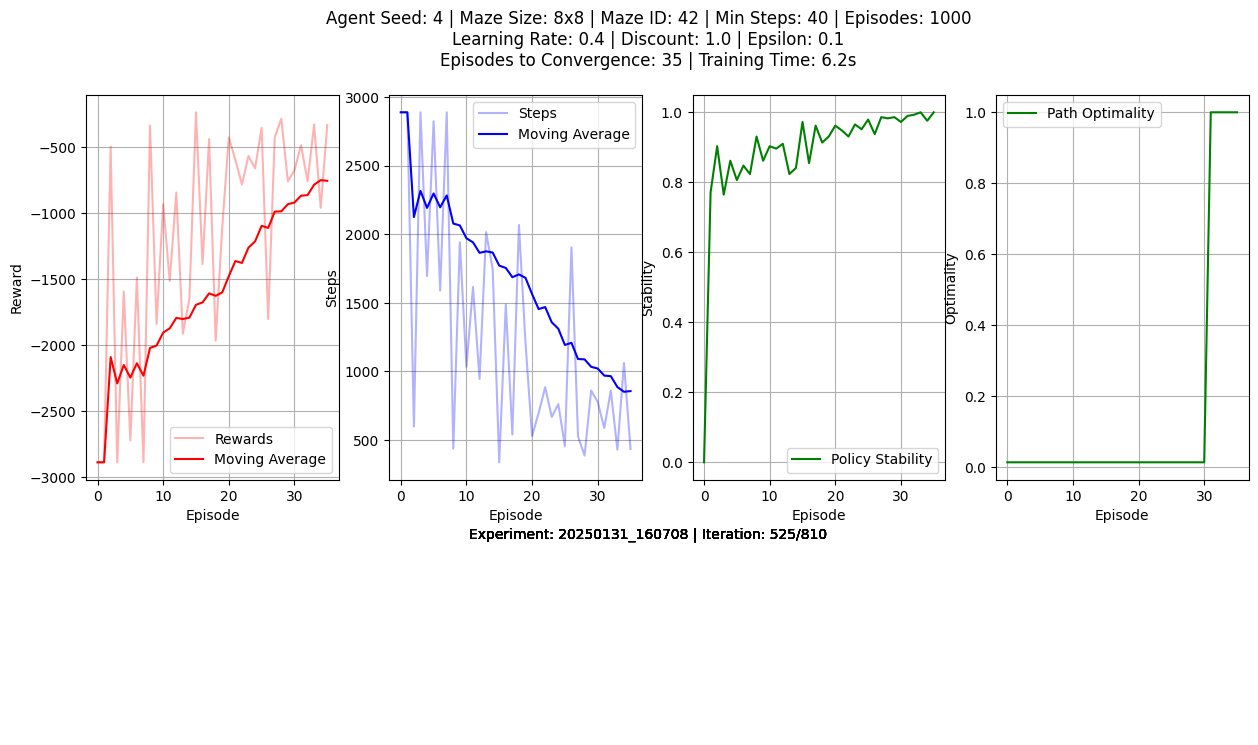 Agent Seed: 4 | Maze Size: 8x8 | Maze ID: 42 | Min Steps: 40 | Episodes: 1000
Learning Rate: 0.4 | Discount: 1.0 | Epsilon: 0.1
Episodes to Convergence: 35 | Training Time: 6.2s
Reward
−500
−1000
−1500
−2000
−2500
−3000
Rewards
Moving Average
0 10 20 30
Episode
Steps
3000
2500
2000
1500
1000
500
Steps
Moving Average
0 10 20 30
Episode
Stability
1.0
0.8
0.6
0.4
0.2
0.0
Policy Stability
0 10 20 30
Episode
Optimality
1.0
0.8
0.6
0.4
0.2
0.0
Path Optimality
0 10 20 30
Episode
Experiment: 20250131_160708 | Iteration: 525/810